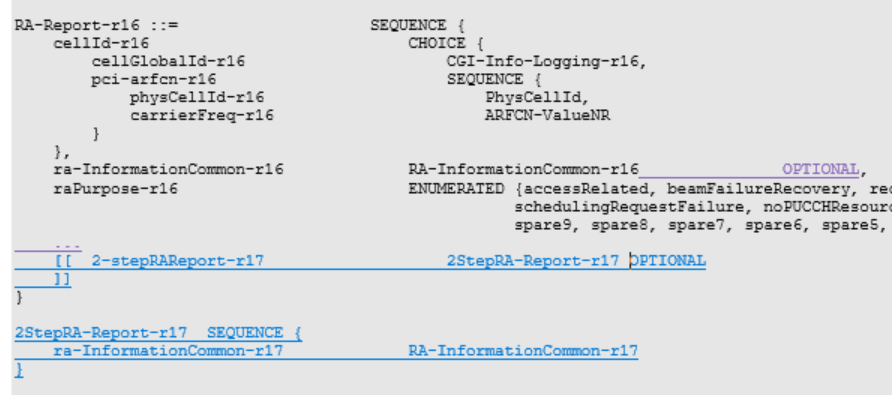 RA-Report-r16 ::= SEQUENCE {
cellId-r16 CHOICE {
cellGlobalId-r16 CGI-Info-Logging-r16,
pci-arfcn-r16 SEQUENCE {
physCellId-r16 PhysCellId,
carrierFreq-r16 ARFCN-ValueNR
}
},
ra-InformationCommon-r16 RA-InformationCommon-r16 OPTIONAL,
raPurpose-r16 ENUMERATED {accessRelated, beamFailureRecovery,
schedulingRequestFailure,
spare9, spare8, spare7, spare6, spare5,
...
[[ 2-stepRAReport-r17 2StepRA-Report-r17 OPTIONAL
]]
}
2StepRA-Report-r17 SEQUENCE {
ra-InformationCommon-r17 RA-InformationCommon-r17
}